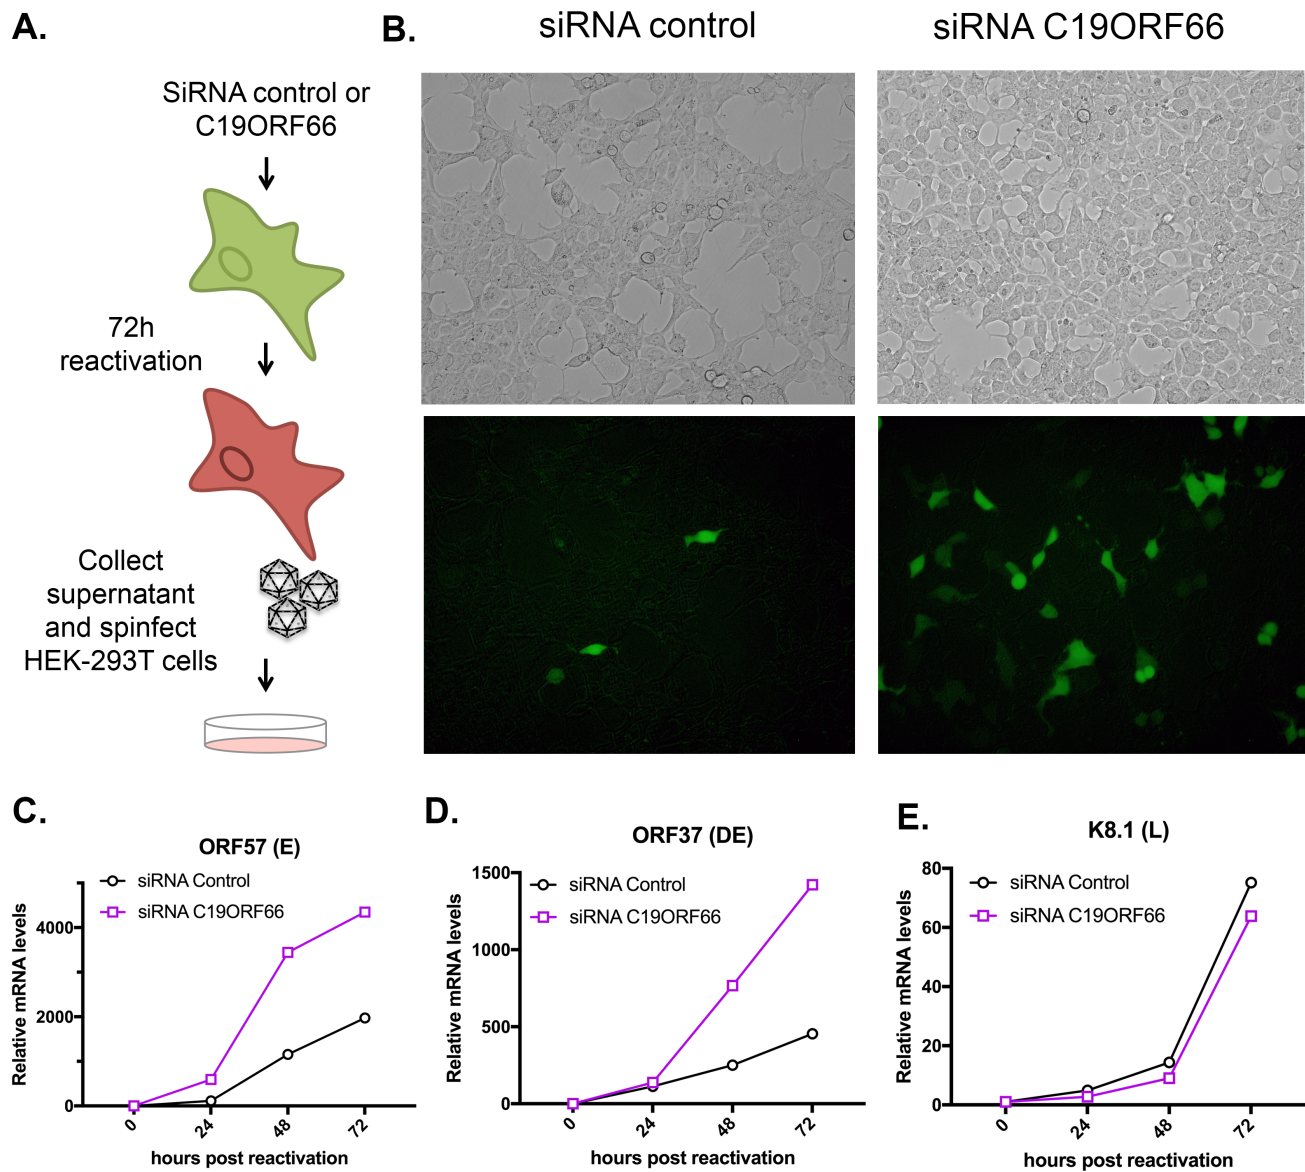 A.
SiRNA control or
C19ORF66
72h
reactivation
Collect
supernatant
and spinfect
HEK-293T cells
B.
siRNA control
siRNA C19ORF66
C.
ORF57 (E)
siRNA Control
siRNA C19ORF66
Relative mRNA levels
4000
2000
0
0
24
48
72
hours post reactivation
D.
ORF37 (DE)
siRNA Control
siRNA C19ORF66
Relative mRNA levels
1500
1000
500
0
0
24
48
72
hours post reactivation
E.
K8.1 (L)
siRNA Control
siRNA C19ORF66
Relative mRNA levels
80
60
40
20
0
0
24
48
72
hours post reactivation